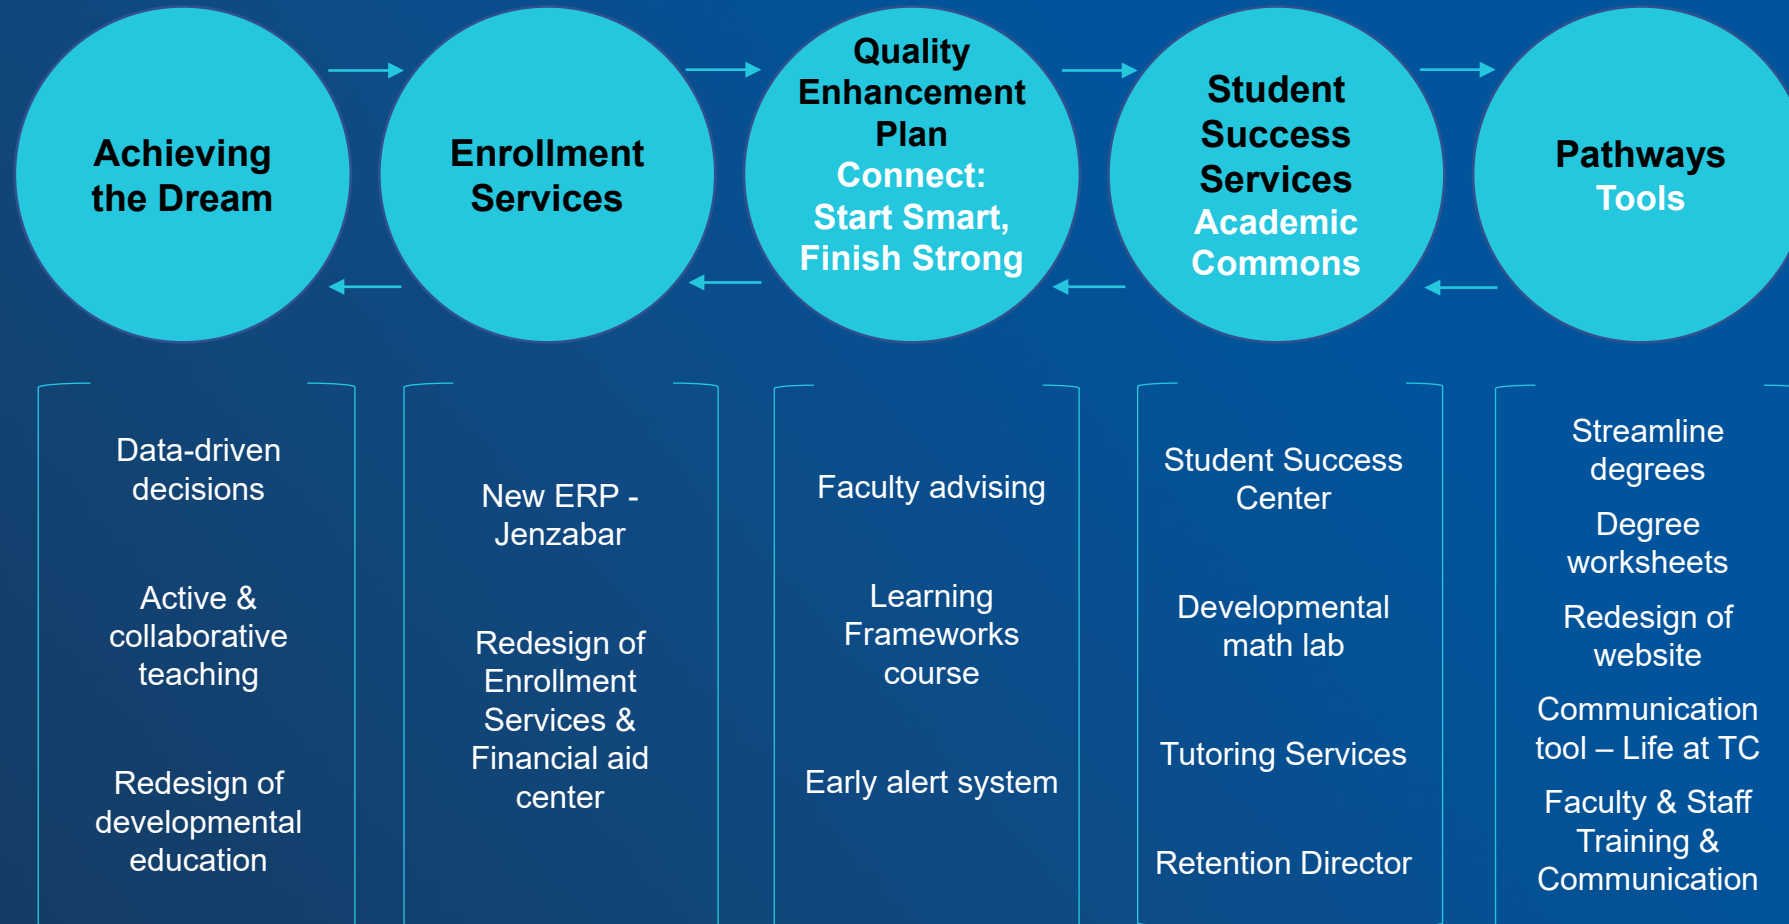 Achieving
the Dream
Enrollment
Services
Quality
Enhancement
Plan
Connect:
Start Smart,
Finish Strong
Student
Success
Services
Academic
Commons
Pathways
Tools
Data-driven
decisions
Active &
collaborative
teaching
Redesign of
developmental
education
New ERP -
Jenzabar
Redesign of
Enrollment
Services &
Financial aid
center
Faculty advising
Learning
Frameworks
course
Early alert system
Student Success
Center
Developmental
math lab
Tutoring Services
Retention Director
Streamline
degrees
Degree
worksheets
Redesign of
website
Communication
tool – Life at TC
Faculty & Staff
Training &
Communication